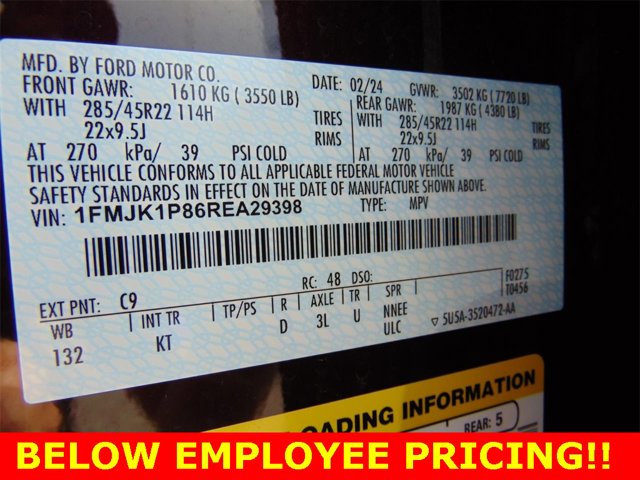 MFD. BY FORD MOTOR CO.
DATE: 02/24 GVWR: 3502 KG ( 7720 LB)
FRONT GAWR: 1610 KG ( 3550 LB) REAR GAWR: 1987 KG ( 4380 LB)
WITH 285/45R22 114H TIRES WITH 285/45R22 114H TIRES
22x9.5J RIMS 22x9.5J RIMS
AT 270 kPa/ 39 PSI COLD AT 270 kPa/ 39 PSI COLD
THIS VEHICLE CONFORMS TO ALL APPLICABLE FEDERAL MOTOR VEHICLE
SAFETY STANDARDS IN EFFECT ON THE DATE OF MANUFACTURE SHOWN ABOVE.
VIN: 1FMJK1P86REA29398 TYPE: MPV
F0275
T0456
EXT PNT: C9 RC: 48 DSO:
WB INT TR TP/PS R AXLE TR SPR
132 KT D 3L U NNEE
ULC ▽ 5U5A-3520472-AA
LOADING INFORMATION
REAR: 5
BELOW EMPLOYEE PRICING!!